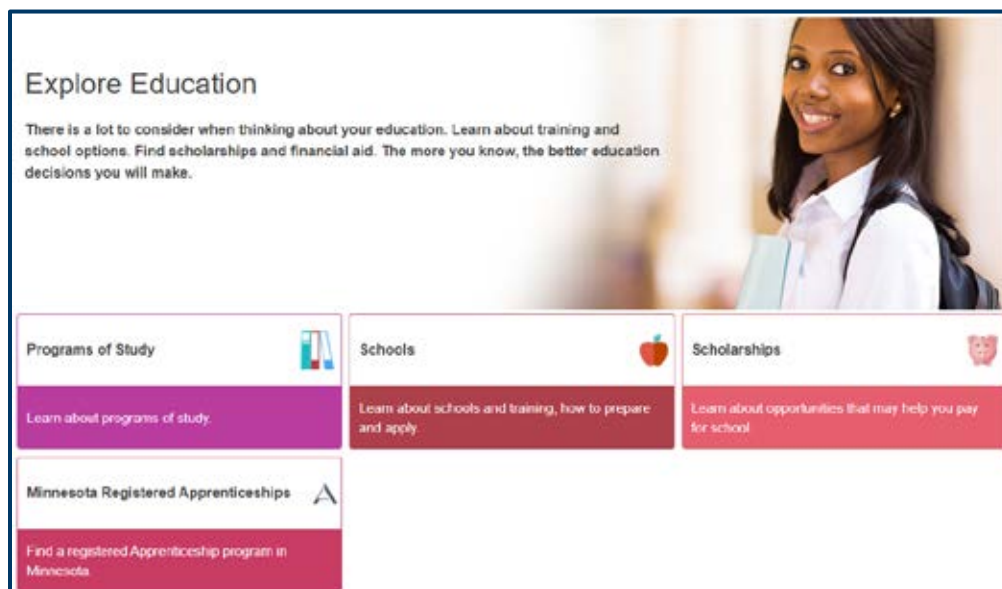 Explore Education
There is a lot to consider when thinking about your education. Learn about training and
school options. Find scholarships and financial aid. The more you know, the better education
decisions you will make.
Programs of Study
Schools
Scholarships
Learn about programs of study.
Learn about schools and training, how to prepare
and apply.
Learn about opportunities that may help you pay
for school
Minnesota Registered Apprenticeships
Find a registered Apprenticeship program in
Minnesota.